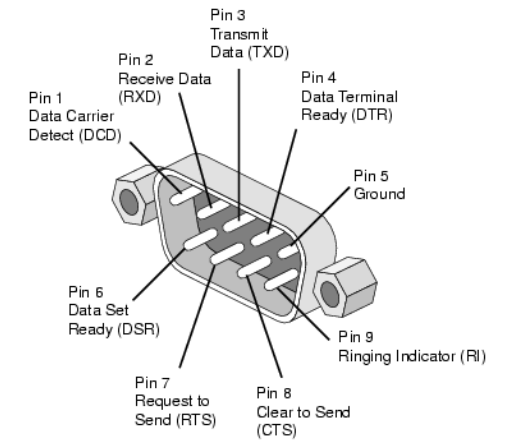 Pin 3
Transmit
Data (TXD)
Pin 2
Receive Data
(RXD)
Pin 4
Data Terminal
Ready (DTR)
Pin 1
Data Carrier
Detect (DCD)
Pin 5
Ground
Pin 6
Data Set
Ready (DSR)
Pin 9
Ringing Indicator (RI)
Pin 7
Request to
Send (RTS)
Pin 8
Clear to Send
(CTS)